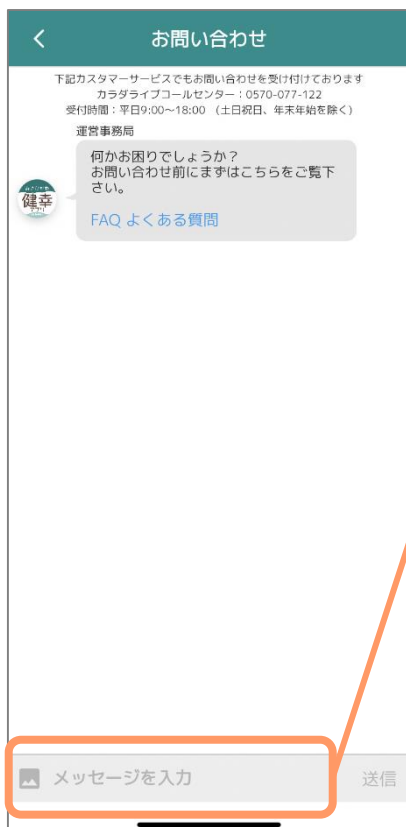 お問い合わせ
下記カスタマーサービスでもお問い合わせを受け付けております
カラダライブコールセンター：0570-077-122
受付時間：平日9:00～18:00 （土日祝日、年末年始を除く）
運営事務局
何かお困りでしょうか？
お問い合わせ前にまずはこちらをご覧下
さい。
健幸
FAQ よくある質問
メッセージを入力
送信